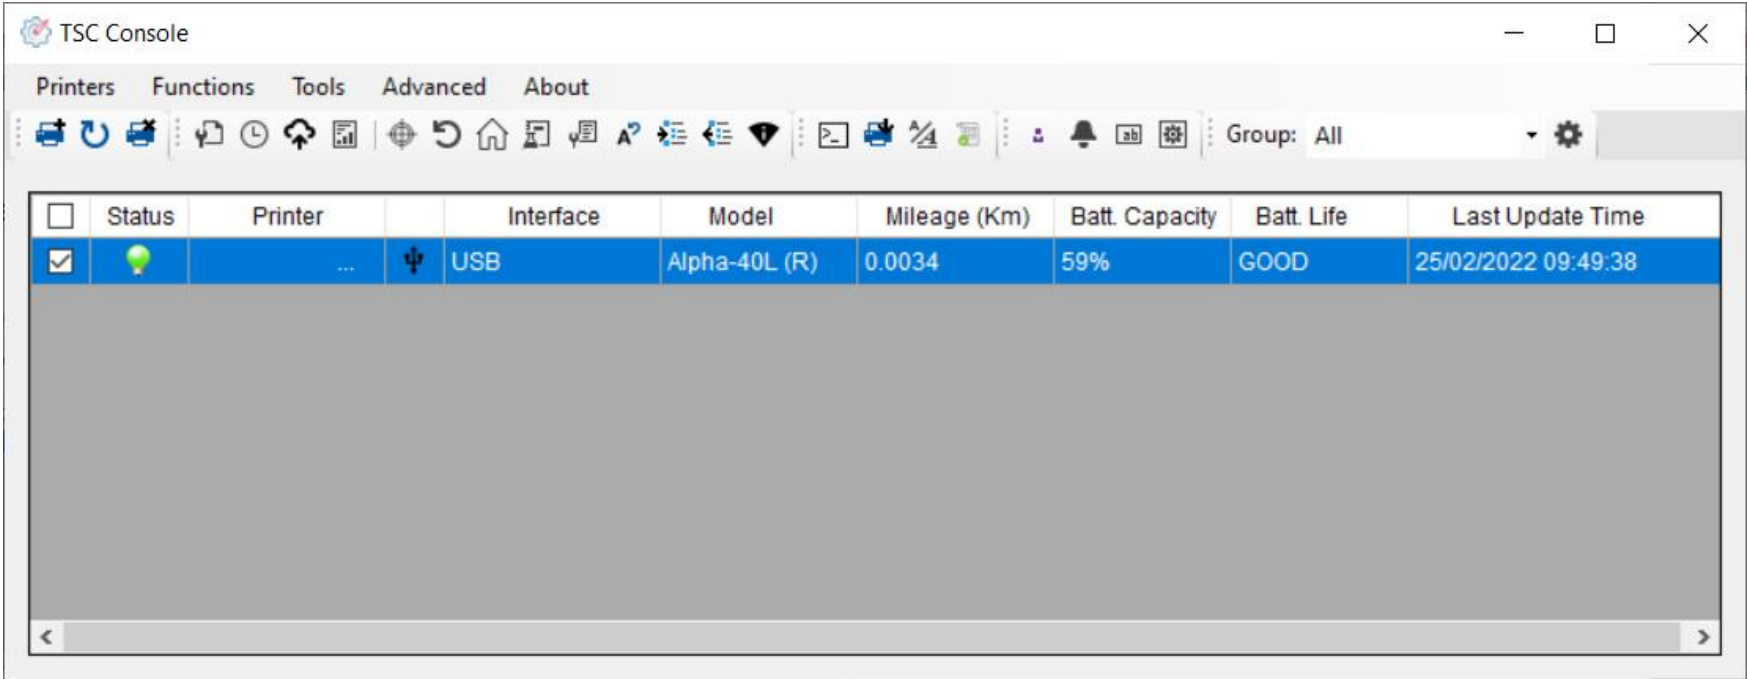 TSC Console
Printers Functions Tools Advanced About
Group: All
Status Printer Interface Model Mileage (Km) Batt. Capacity Batt. Life Last Update Time
... USB Alpha-40L (R) 0.0034 59% GOOD 25/02/2022 09:49:38